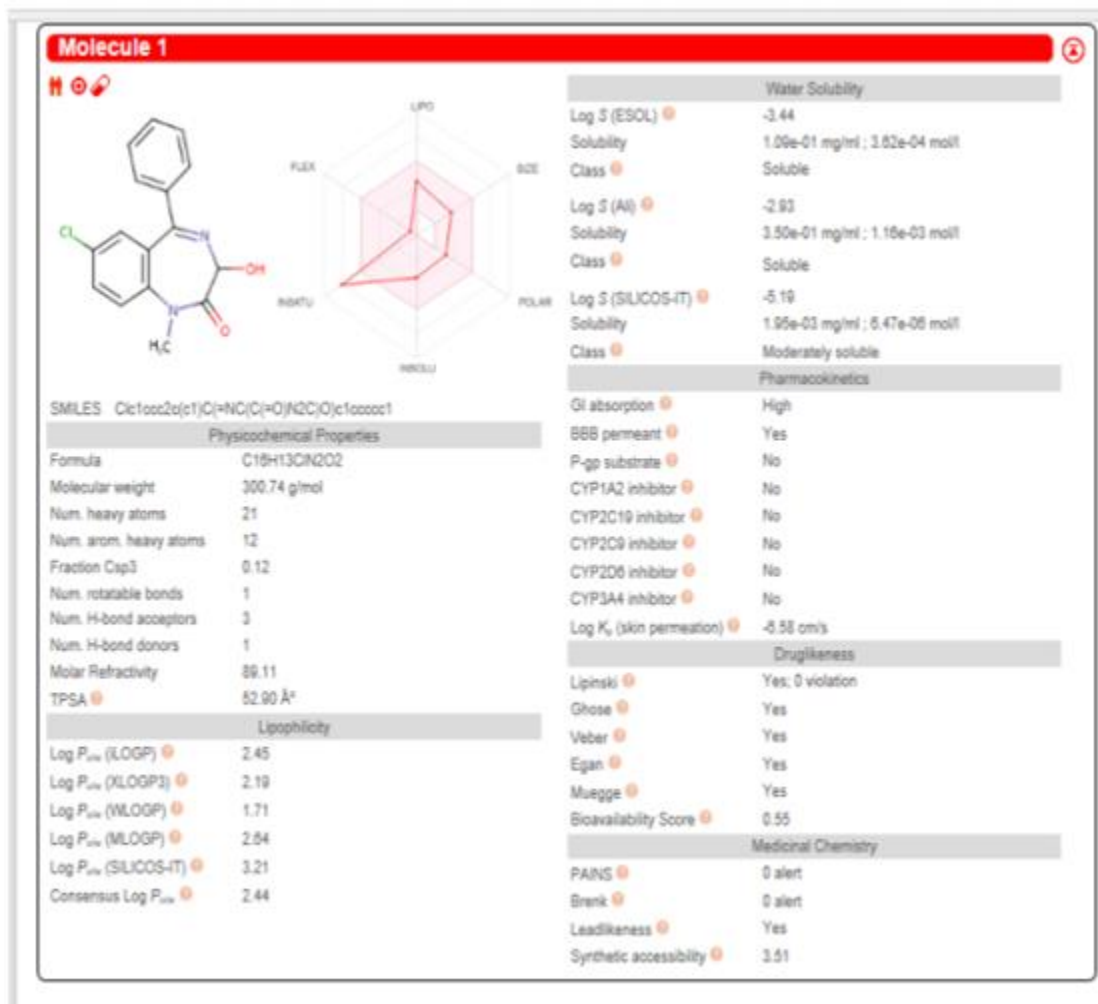 Molecule 1
LIPO
FLEX
SIZE
Cl
N
OH
INSATU
POLAR
N
O
H₃C
INSOLU
SMILES Clc1ccc2c(c1)C(=NC(C(=O)N2C)O)c1ccccc1
Physicochemical Properties
Formula C16H13ClN2O2
Molecular weight 300.74 g/mol
Num. heavy atoms 21
Num. arom. heavy atoms 12
Fraction Csp3 0.12
Num. rotatable bonds 1
Num. H-bond acceptors 3
Num. H-bond donors 1
Molar Refractivity 89.11
TPSA ? 52.90 Å²
Lipophilicity
Log Po/w (iLOGP) ? 2.45
Log Po/w (XLOGP3) ? 2.19
Log Po/w (WLOGP) ? 1.71
Log Po/w (MLOGP) ? 2.64
Log Po/w (SILICOS-IT) ? 3.21
Consensus Log Po/w ? 2.44
Water Solubility
Log S (ESOL) ? -3.44
Solubility 1.09e-01 mg/ml ; 3.62e-04 mol/l
Class ? Soluble
Log S (Ali) ? -2.93
Solubility 3.50e-01 mg/ml ; 1.16e-03 mol/l
Class ? Soluble
Log S (SILICOS-IT) ? -5.19
Solubility 1.95e-03 mg/ml ; 6.47e-06 mol/l
Class ? Moderately soluble
Pharmacokinetics
GI absorption ? High
BBB permeant ? Yes
P-gp substrate ? No
CYP1A2 inhibitor ? No
CYP2C19 inhibitor ? No
CYP2C9 inhibitor ? No
CYP2D6 inhibitor ? No
CYP3A4 inhibitor ? No
Log Kp (skin permeation) ? -6.58 cm/s
Druglikeness
Lipinski ? Yes; 0 violation
Ghose ? Yes
Veber ? Yes
Egan ? Yes
Muegge ? Yes
Bioavailability Score ? 0.55
Medicinal Chemistry
PAINS ? 0 alert
Brenk ? 0 alert
Leadlikeness ? Yes
Synthetic accessibility ? 3.51